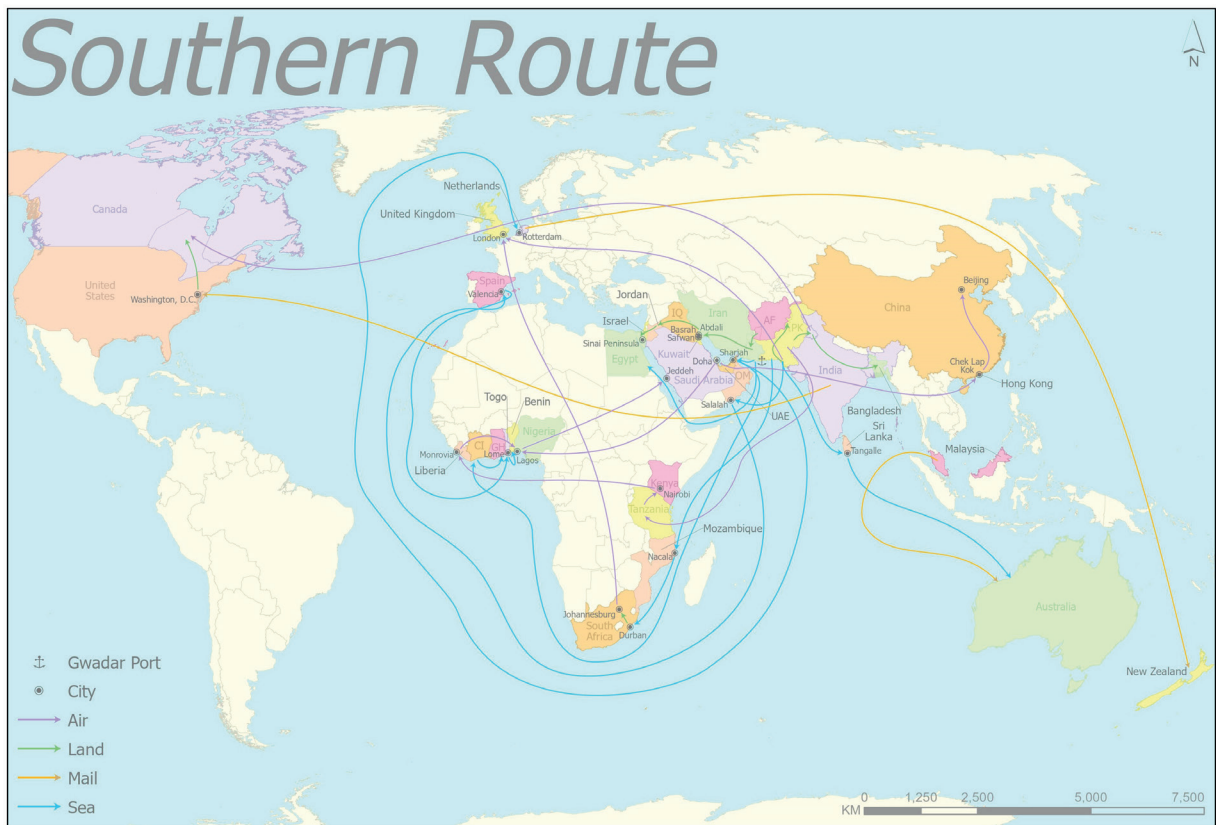 Southern Route
N
Netherlands
United Kingdom
Canada
London
Rotterdam
United
States
Washington, D.C.
Spain
Valencia
Beijing
China
Jordan
Israel
IQ
Iran
AF
PK
Abdali
Basrah
Safwan
Sinai Peninsula
Egypt
Kuwait
Doha
Sharjah
Jeddeh
Saudi Arabia
OM
Salalah
UAE
India
Chek Lap
Kok
Hong Kong
Bangladesh
Sri
Lanka
Tangalle
Malaysia
Togo
Benin
Nigeria
CI
GH
Monrovia
Liberia
Lome
Lagos
Kenya
Nairobi
Tanzania
Mozambique
Nacala
Johannesburg
South
Africa
Durban
Australia
New Zealand
Gwadar Port
City
Air
Land
Mail
Sea
0 1,250 2,500 5,000 7,500
KM